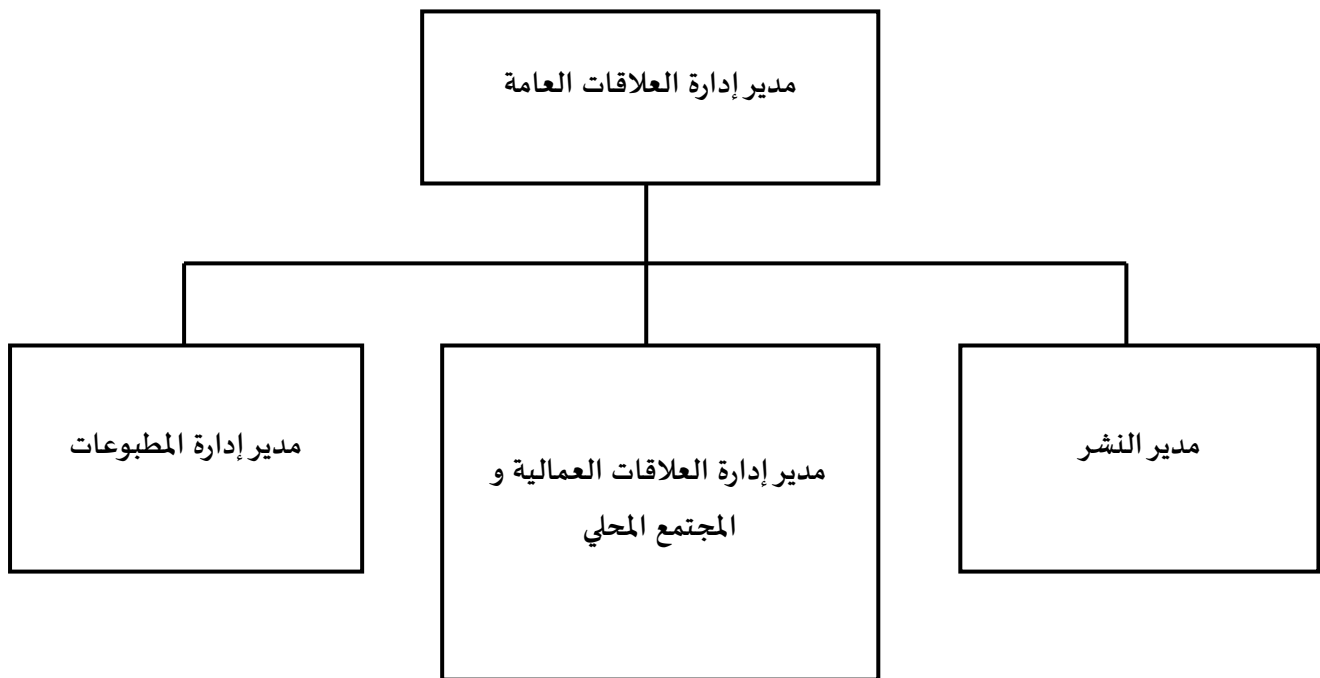 مدير إدارة العلاقات العامة
مدير النشر
مدير إدارة العلاقات العمالية و
المجتمع المحلي
مدير إدارة المطبوعات